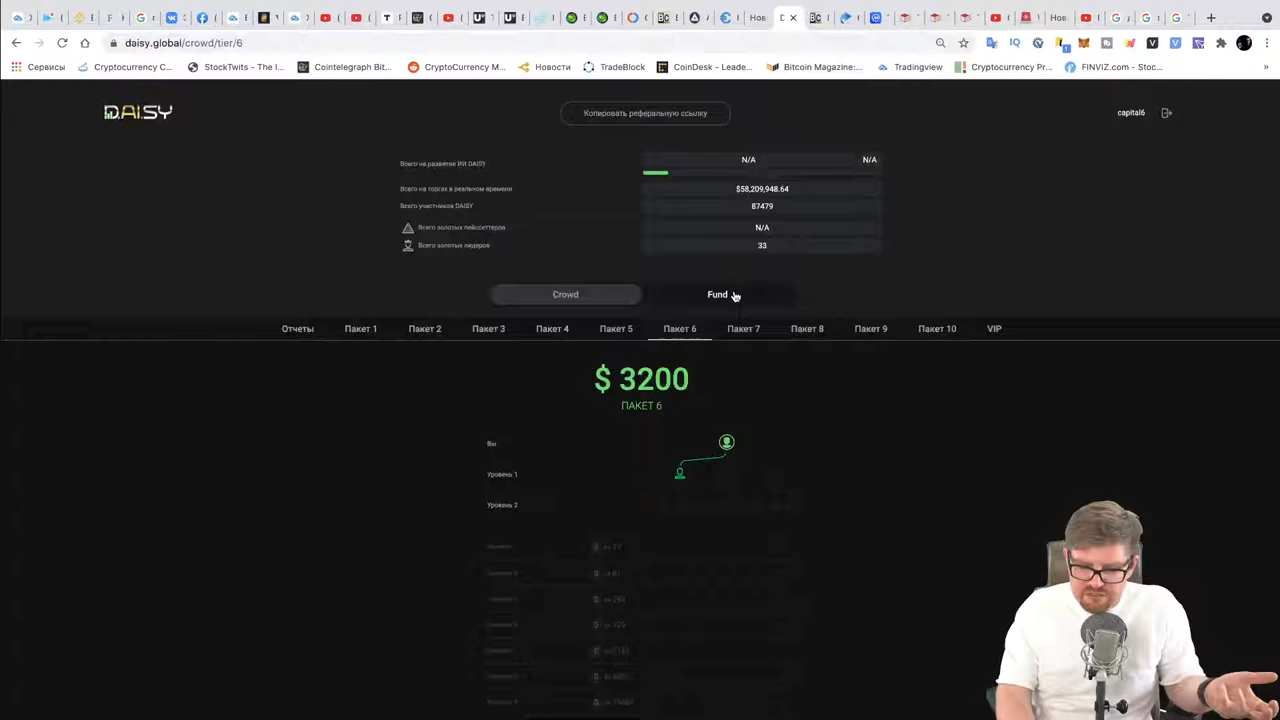 daisy.global/crowd/tier/6
Сервисы
Cryptocurrency C...
StockTwits - The I...
Cointelegraph Bit...
CryptoCurrency M...
Новости
TradeBlock
CoinDesk - Leade...
Bitcoin Magazine:...
Tradingview
Cryptocurrency Pr...
FINVIZ.com - Stoc...
DAISY
Копировать реферальную ссылку
capital6
Всего на развитие ИИ DAISY N/A N/A
Всего на торгах в реальном времени $58,209,948.64
Всего участников DAISY 87479
Всего золотых пейссеттеров N/A
Всего золотых лидеров 33
Crowd Fund
Отчеты Пакет 1 Пакет 2 Пакет 3 Пакет 4 Пакет 5 Пакет 6 Пакет 7 Пакет 8 Пакет 9 Пакет 10 VIP
$ 3200
ПАКЕТ 6
Вы
Уровень 1
Уровень 2